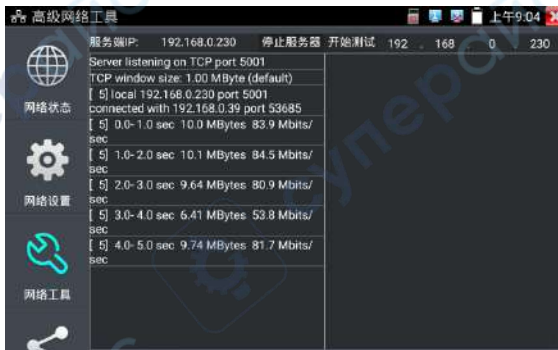 高级网络工具
上午9:04
服务端IP: 192.168.0.230 停止服务器 开始测试 192 . 168 . 0 . 230
Server listening on TCP port 5001
TCP window size: 1.00 MByte (default)
[ 5] local 192.168.0.230 port 5001
connected with 192.168.0.39 port 53685
[ 5] 0.0- 1.0 sec 10.0 MBytes 83.9 Mbits/
sec
[ 5] 1.0- 2.0 sec 10.1 MBytes 84.5 Mbits/
sec
[ 5] 2.0- 3.0 sec 9.64 MBytes 80.9 Mbits/
sec
[ 5] 3.0- 4.0 sec 6.41 MBytes 53.8 Mbits/
sec
[ 5] 4.0- 5.0 sec 9.74 MBytes 81.7 Mbits/
sec
网络状态
网络设置
网络工具